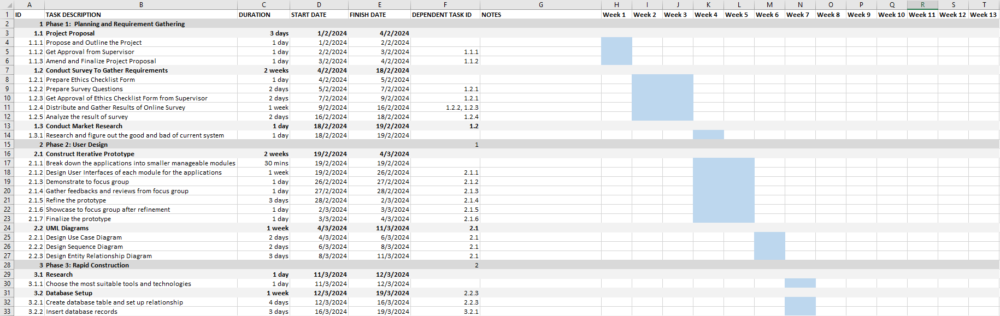 A B C D E F G H I J K L M N O P Q R S T
1 ID TASK DESCRIPTION DURATION START DATE FINISH DATE DEPENDENT TASK ID NOTES Week 1 Week 2 Week 3 Week 4 Week 5 Week 6 Week 7 Week 8 Week 9 Week 10 Week 11 Week 12 Week 13
2 1 Phase 1: Planning and Requirement Gathering
3 1.1 Project Proposal 3 days 1/2/2024 4/2/2024
4 1.1.1 Propose and Outline the Project 1 day 1/2/2024 2/2/2024
5 1.1.2 Get Approval from Supervisor 1 day 2/2/2024 3/2/2024 1.1.1
6 1.1.3 Amend and Finalize Project Proposal 1 day 3/2/2024 4/2/2024 1.1.2
7 1.2 Conduct Survey To Gather Requirements 2 weeks 4/2/2024 18/2/2024
8 1.2.1 Prepare Ethics Checklist Form 1 day 4/2/2024 5/2/2024
9 1.2.2 Prepare Survey Questions 2 days 5/2/2024 7/2/2024 1.2.1
10 1.2.3 Get Approval of Ethics Checklist Form from Supervisor 2 days 7/2/2024 9/2/2024 1.2.1
11 1.2.4 Distribute and Gather Results of Online Survey 1 week 9/2/2024 16/2/2024 1.2.2, 1.2.3
12 1.2.5 Analyze the result of survey 2 days 16/2/2024 18/2/2024 1.2.4
13 1.3 Conduct Market Research 1 day 18/2/2024 19/2/2024 1.2
14 1.3.1 Research and figure out the good and bad of current system 1 day 18/2/2024 19/2/2024
15 2 Phase 2: User Design 1
16 2.1 Construct Iterative Prototype 2 weeks 19/2/2024 4/3/2024
17 2.1.1 Break down the applications into smaller manageable modules 30 mins 19/2/2024 19/2/2024
18 2.1.2 Design User Interfaces of each module for the applications 1 week 19/2/2024 26/2/2024 2.1.1
19 2.1.3 Demonstrate to focus group 1 day 26/2/2024 27/2/2024 2.1.2
20 2.1.4 Gather feedbacks and reviews from focus group 1 day 27/2/2024 28/2/2024 2.1.3
21 2.1.5 Refine the prototype 3 days 28/2/2024 2/3/2024 2.1.4
22 2.1.6 Showcase to focus group after refinement 1 day 2/3/2024 3/3/2024 2.1.5
23 2.1.7 Finalize the prototype 1 day 3/3/2024 4/3/2024 2.1.6
24 2.2 UML Diagrams 1 week 4/3/2024 11/3/2024 2.1
25 2.2.1 Design Use Case Diagram 2 days 4/3/2024 6/3/2024 2.1
26 2.2.2 Design Sequence Diagram 2 days 6/3/2024 8/3/2024 2.1
27 2.2.3 Design Entity Relationship Diagram 3 days 8/3/2024 11/3/2024 2.1
28 3 Phase 3: Rapid Construction 2
29 3.1 Research 1 day 11/3/2024 12/3/2024
30 3.1.1 Choose the most suitable tools and technologies 1 day 11/3/2024 12/3/2024
31 3.2 Database Setup 1 week 12/3/2024 19/3/2024 2.2.3
32 3.2.1 Create database table and set up relationship 4 days 12/3/2024 16/3/2024 2.2.3
33 3.2.2 Insert database records 3 days 16/3/2024 19/3/2024 3.2.1